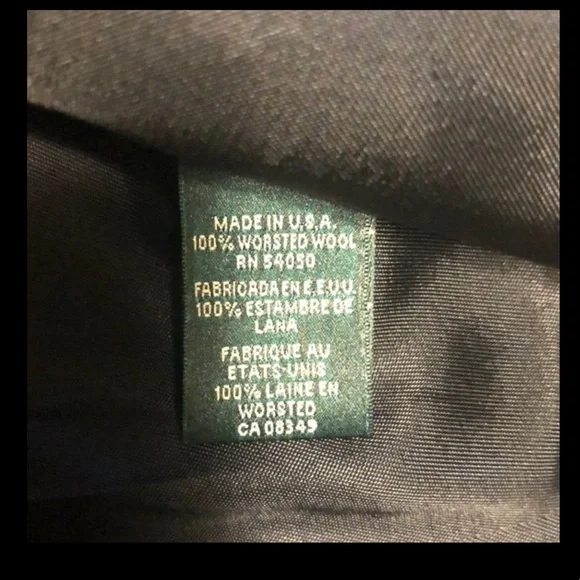 MADE IN U.S.A.
100% WORSTED WOOL
RN 54050
FABRICADA EN E.E.U.U.
100% ESTAMBRE DE
LANA
FABRIQUE AU
ETATS-UNIS
100% LAINE EN
WORSTED
CA 08349